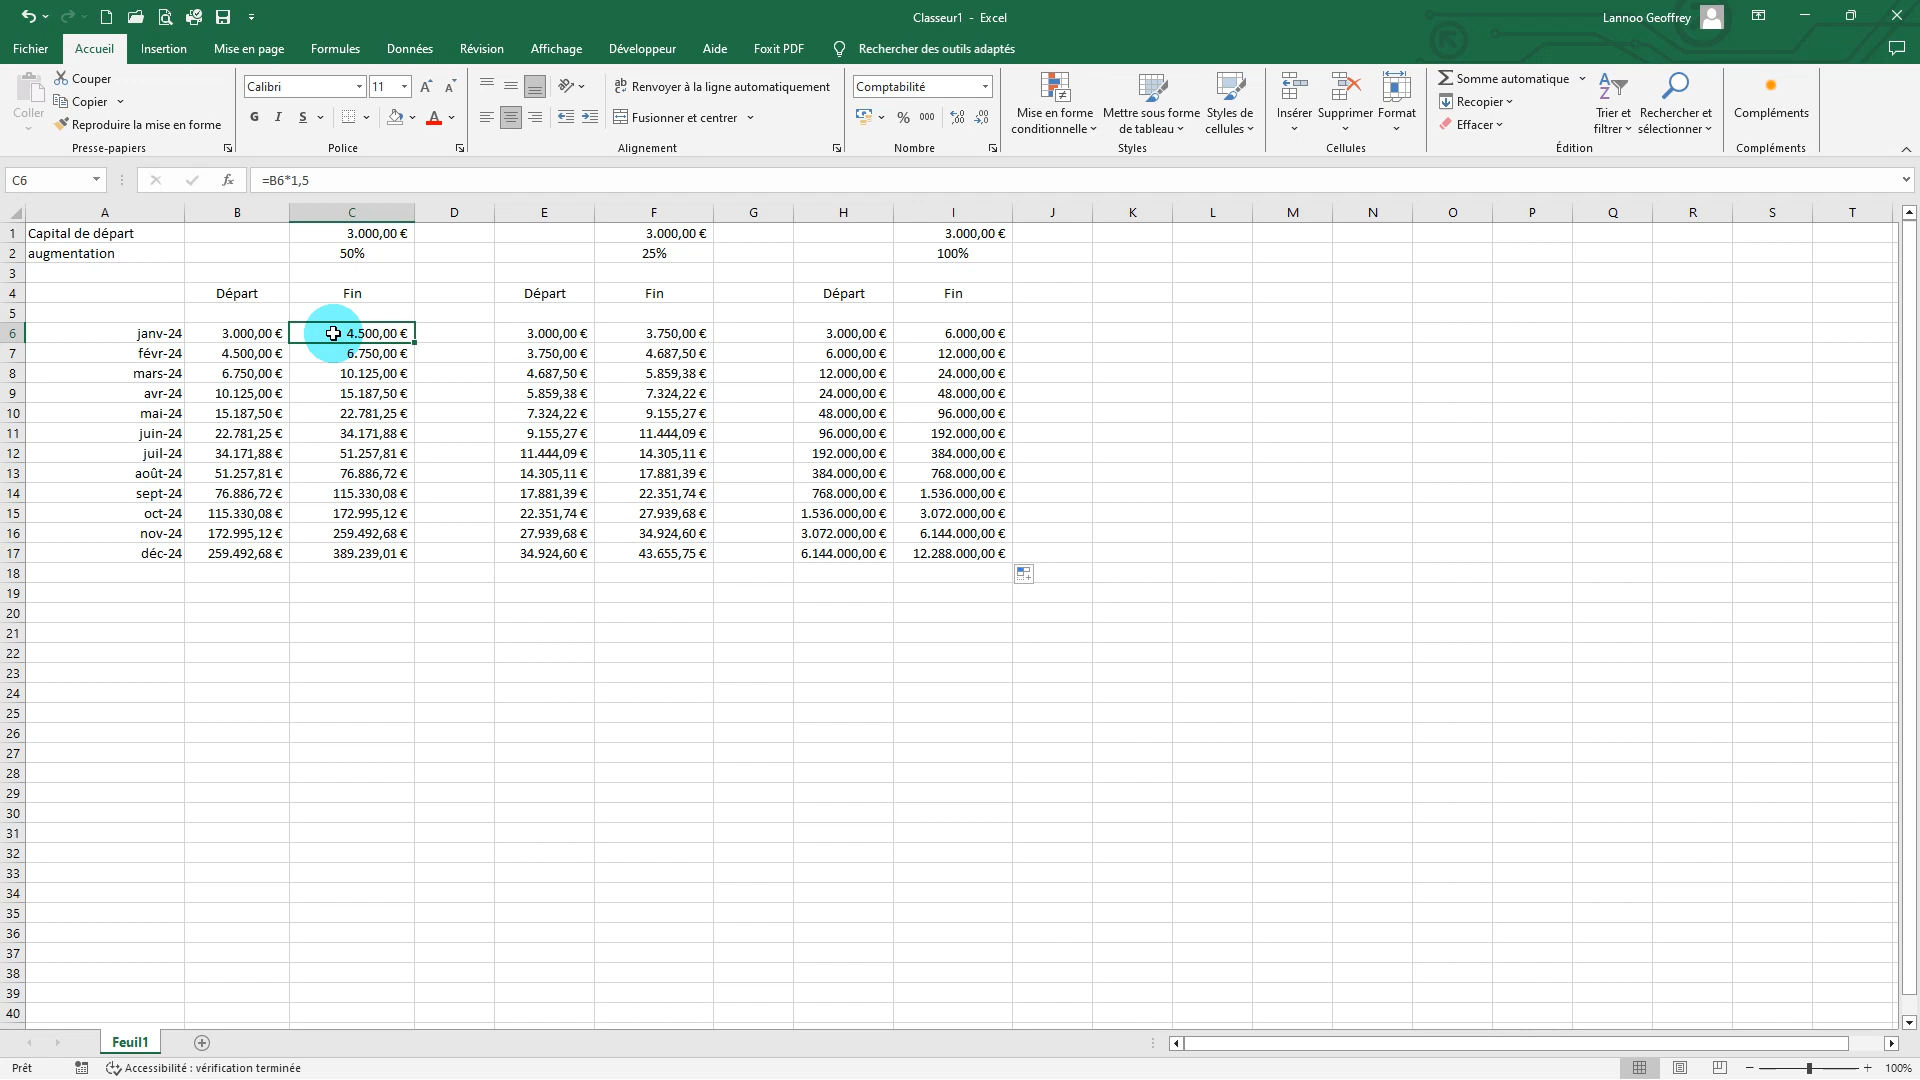 Classeur1 - Excel
Lannoo Geoffrey
Fichier Accueil Insertion Mise en page Formules Données Révision Affichage Développeur Aide Foxit PDF Rechercher des outils adaptés
Coller
Couper
Copier
Reproduire la mise en forme
Presse-papiers
Calibri 11
G I S
Police
Renvoyer à la ligne automatiquement
Fusionner et centrer
Alignement
Comptabilité
% 000
Nombre
Mise en forme conditionnelle
Mettre sous forme de tableau
Styles de cellules
Styles
Insérer Supprimer Format
Cellules
Somme automatique
Recopier
Effacer
Trier et filtrer
Rechercher et sélectionner
Édition
Compléments
Compléments
C6 fx =B6*1,5
A B C D E F G H I J K L M N O P Q R S T
1 Capital de départ 3.000,00 € 3.000,00 € 3.000,00 €
2 augmentation 50% 25% 100%
3
4 Départ Fin Départ Fin Départ Fin
5
6 janv-24 3.000,00 € 4.500,00 € 3.000,00 € 3.750,00 € 3.000,00 € 6.000,00 €
7 févr-24 4.500,00 € 6.750,00 € 3.750,00 € 4.687,50 € 6.000,00 € 12.000,00 €
8 mars-24 6.750,00 € 10.125,00 € 4.687,50 € 5.859,38 € 12.000,00 € 24.000,00 €
9 avr-24 10.125,00 € 15.187,50 € 5.859,38 € 7.324,22 € 24.000,00 € 48.000,00 €
10 mai-24 15.187,50 € 22.781,25 € 7.324,22 € 9.155,27 € 48.000,00 € 96.000,00 €
11 juin-24 22.781,25 € 34.171,88 € 9.155,27 € 11.444,09 € 96.000,00 € 192.000,00 €
12 juil-24 34.171,88 € 51.257,81 € 11.444,09 € 14.305,11 € 192.000,00 € 384.000,00 €
13 août-24 51.257,81 € 76.886,72 € 14.305,11 € 17.881,39 € 384.000,00 € 768.000,00 €
14 sept-24 76.886,72 € 115.330,08 € 17.881,39 € 22.351,74 € 768.000,00 € 1.536.000,00 €
15 oct-24 115.330,08 € 172.995,12 € 22.351,74 € 27.939,68 € 1.536.000,00 € 3.072.000,00 €
16 nov-24 172.995,12 € 259.492,68 € 27.939,68 € 34.924,60 € 3.072.000,00 € 6.144.000,00 €
17 déc-24 259.492,68 € 389.239,01 € 34.924,60 € 43.655,75 € 6.144.000,00 € 12.288.000,00 €
18
19
20
21
22
23
24
25
26
27
28
29
30
31
32
33
34
35
36
37
38
39
40
Feuil1
Prêt Accessibilité : vérification terminée 100%